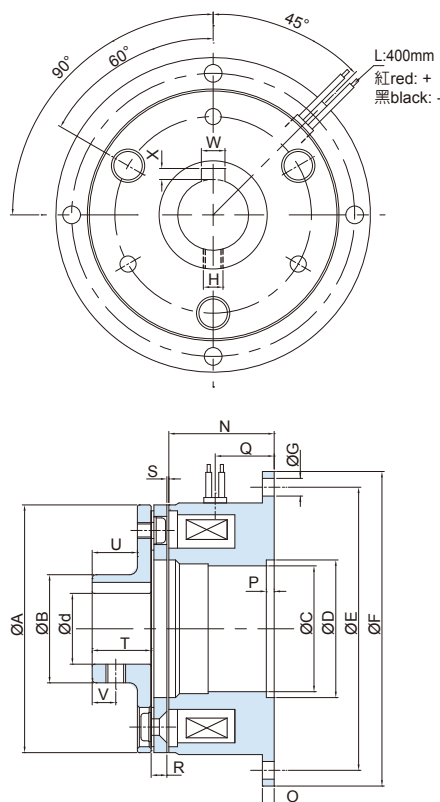 45°
90°
60°
L:400mm
紅red: +
黑black: -
W
X
H
N
Q
S
ØG
U
P
ØA
ØB
Ød
ØC
ØD
ØE
ØF
T
V
R
O